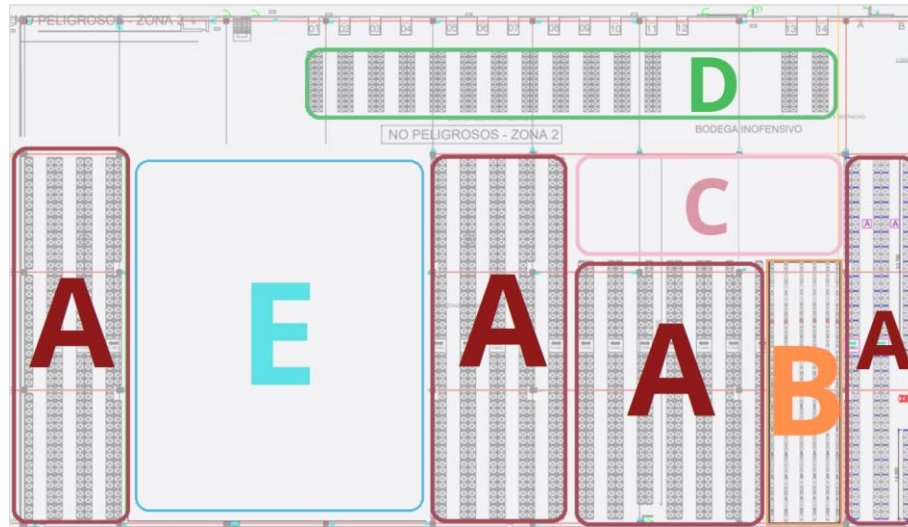 NO PELIGROSOS - ZONA 2
01 02 03 04 05 06 07 08 09 10 11 12 13 14
A B
D
NO PELIGROSOS - ZONA 2
BODEGA INOFENSIVO
C
A A
A
E
A
A
A
B